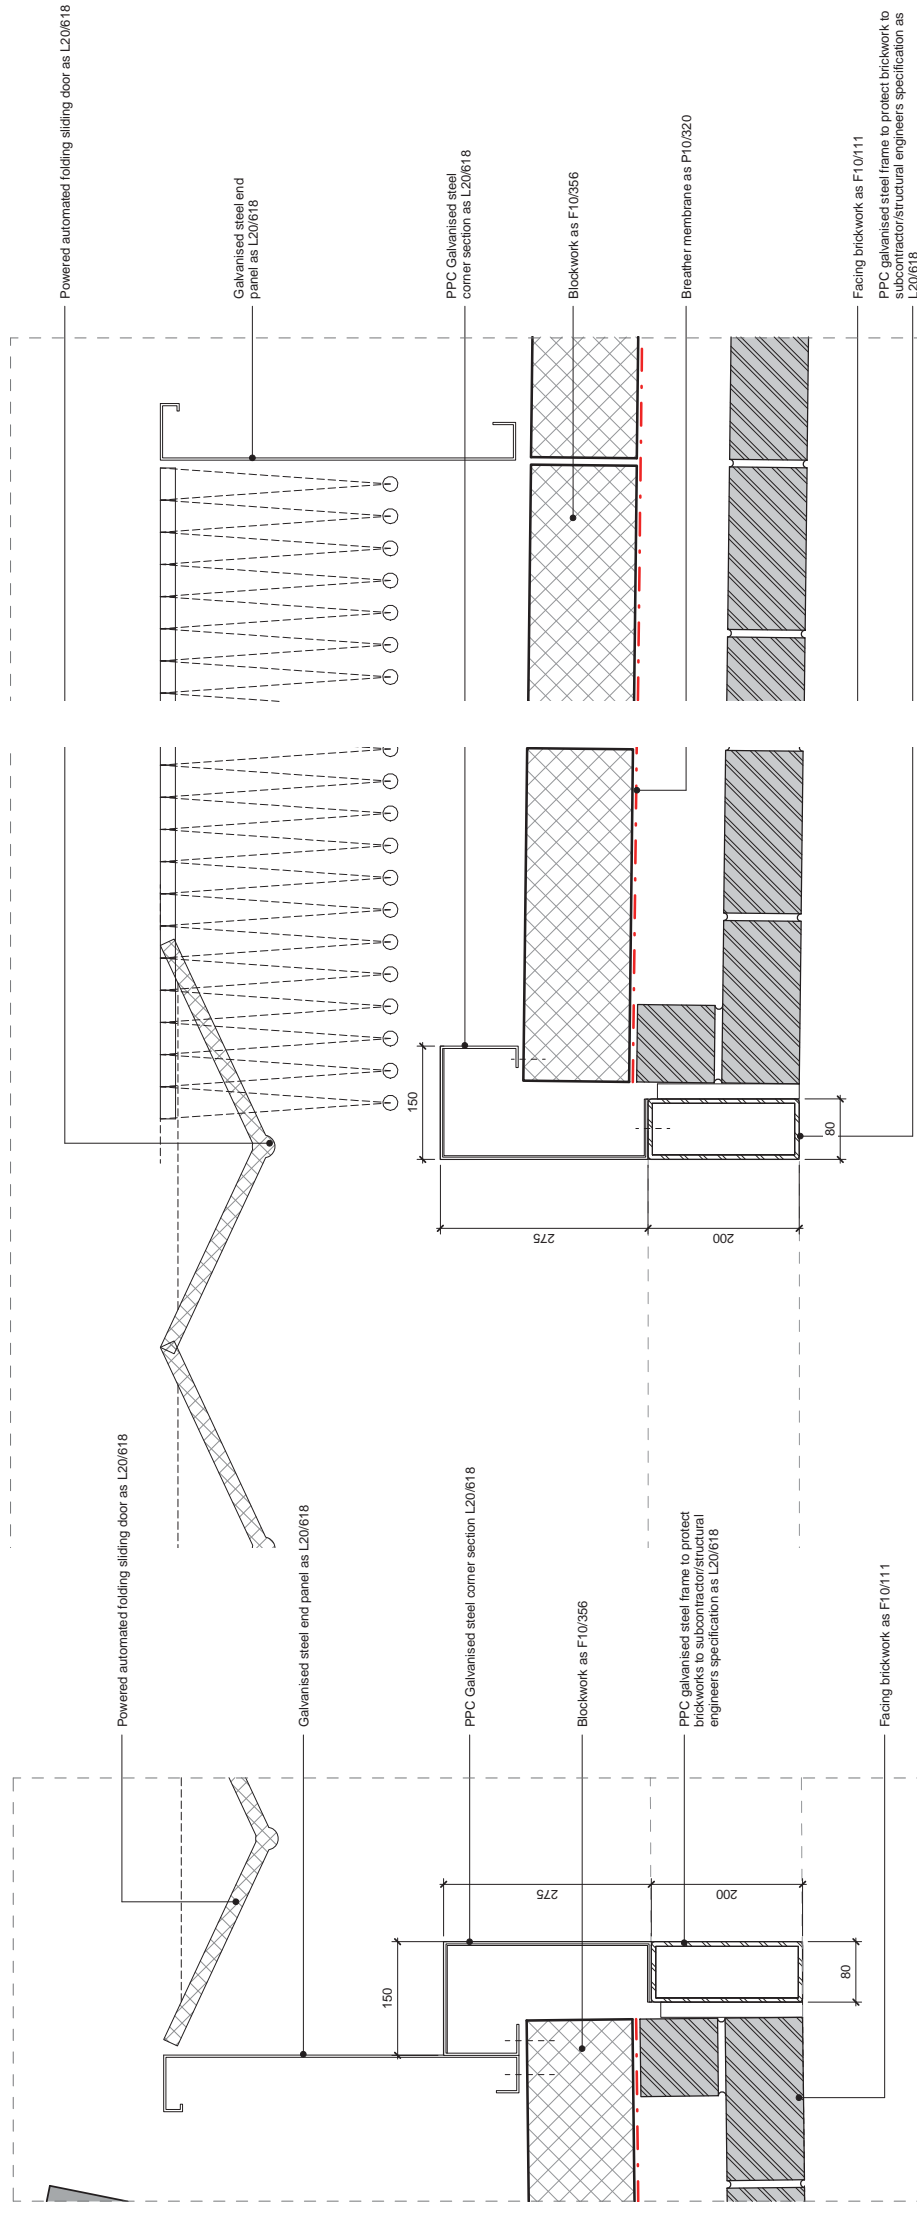 Powered automated folding sliding door as L20/618
Galvanised steel end
panel as L20/618
PPC Galvanised steel
corner section as L20/618
Blockwork as F10/356
Breather membrane as P10/320
Facing brickwork as F10/111
PPC galvanised steel frame to protect brickwork to
subcontractor/structural engineers specification as
L20/618
150
80
275
200
Powered automated folding sliding door as L20/618
Galvanised steel end panel as L20/618
PPC Galvanised steel corner section L20/618
Blockwork as F10/356
PPC galvanised steel frame to protect
brickworks to subcontractor/structural
engineers specification as L20/618
Facing brickwork as F10/111
275
200
150
80